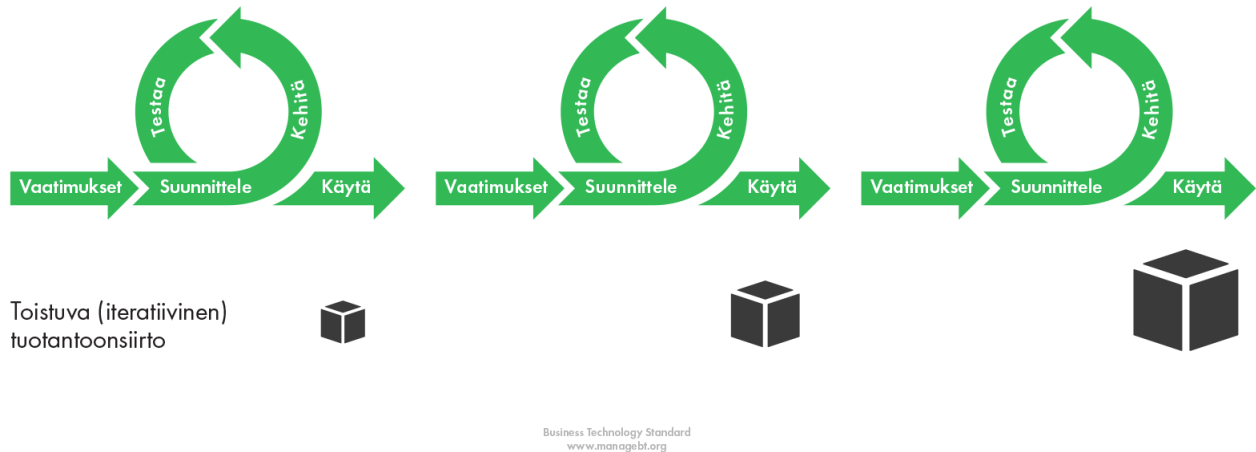 Testaa
Kehitä
Vaatimukset
Suunnittele
Käytä
Testaa
Kehitä
Vaatimukset
Suunnittele
Käytä
Testaa
Kehitä
Vaatimukset
Suunnittele
Käytä
Toistuva (iteratiivinen)
tuotantoonsiirto
Business Technology Standard
www.managebt.org